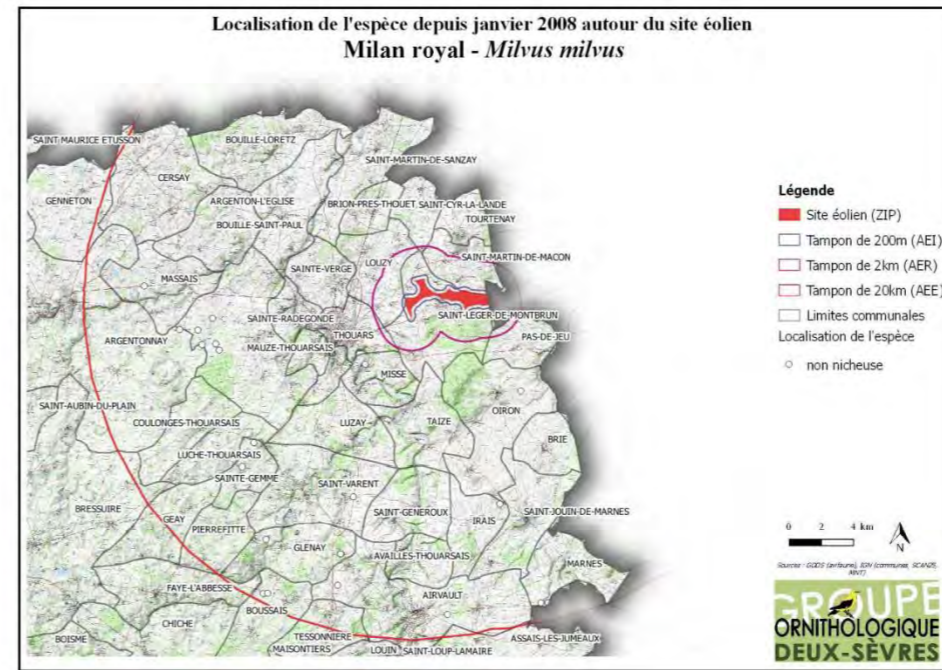 Localisation de l'espèce depuis janvier 2008 autour du site éolien
Milan royal - Milvus milvus
SAINT MAURICE ETUSSON
BOUILLE-LORETZ
SAINT-MARTIN-DE-SANZAY
CERSAY
GENNETON
ARGENTON-L'EGLISE
BRION-PRES-THOUET
SAINT-CYR-LA-LANDE
TOURTENAY
BOUILLE-SAINT-PAUL
SAINT-MARTIN-DE-MACON
SAINTE-VERGE
LOUZY
MASSAIS
SAINTE-RADEGONDE
SAINT-LEGER-DE-MONTBRUN
THOUARS
PAS-DE-JEU
ARGENTONNAY
MAUZE-THOUARSAIS
MISSE
SAINT-AUBIN-DU-PLAIN
OIRON
COULONGES-THOUARSAIS
LUZAY
TAIZE
BRIE
LUCHE-THOUARSAIS
SAINTE-GEMME
SAINT-VARENT
BRESSUIRE
SAINT-GENEROUX
IRAIS
SAINT-JOUIN-DE-MARNES
GEAY
PIERREFITTE
GLENAY
AVAILLES-THOUARSAIS
MARNES
FAYE-L'ABBESSE
AIRVAULT
BOUSSAIS
CHICHE
BOISME
TESSONNIERE
ASSAIS-LES-JUMEAUX
MAISONTIERS
LOUIN
SAINT-LOUP-LAMAIRE
Légende
Site éolien (ZIP)
Tampon de 200m (AEI)
Tampon de 2km (AER)
Tampon de 20km (AEE)
Limites communales
Localisation de l'espèce
non nicheuse
0 2 4 km
N
GROUPE
ORNITHOLOGIQUE
DEUX-SÈVRES